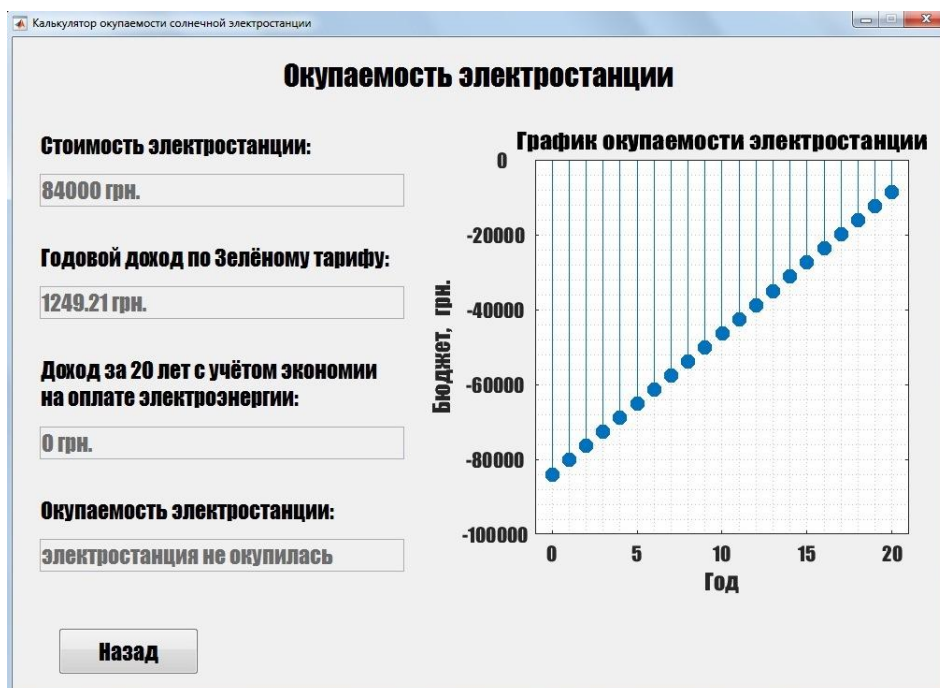 Калькулятор окупаемости солнечной электростанции
Окупаемость электростанции
Стоимость электростанции:
84000 грн.
Годовой доход по Зелёному тарифу:
1249.21 грн.
Доход за 20 лет с учётом экономии
на оплате электроэнергии:
0 грн.
Окупаемость электростанции:
электростанция не окупилась
Назад
График окупаемости электростанции
0
-20000
-40000
-60000
-80000
-100000
Бюджет, грн.
0 5 10 15 20
Год